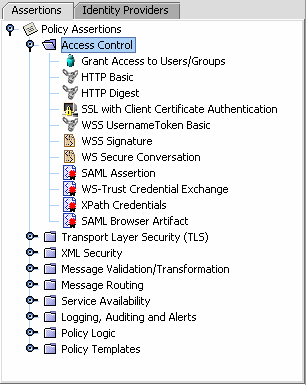 Assertions Identity Providers
Policy Assertions
Access Control
Grant Access to Users/Groups
HTTP Basic
HTTP Digest
SSL with Client Certificate Authentication
WSS UsernameToken Basic
WSS Signature
WS Secure Conversation
SAML Assertion
WS-Trust Credential Exchange
XPath Credentials
SAML Browser Artifact
Transport Layer Security (TLS)
XML Security
Message Validation/Transformation
Message Routing
Service Availability
Logging, Auditing and Alerts
Policy Logic
Policy Templates